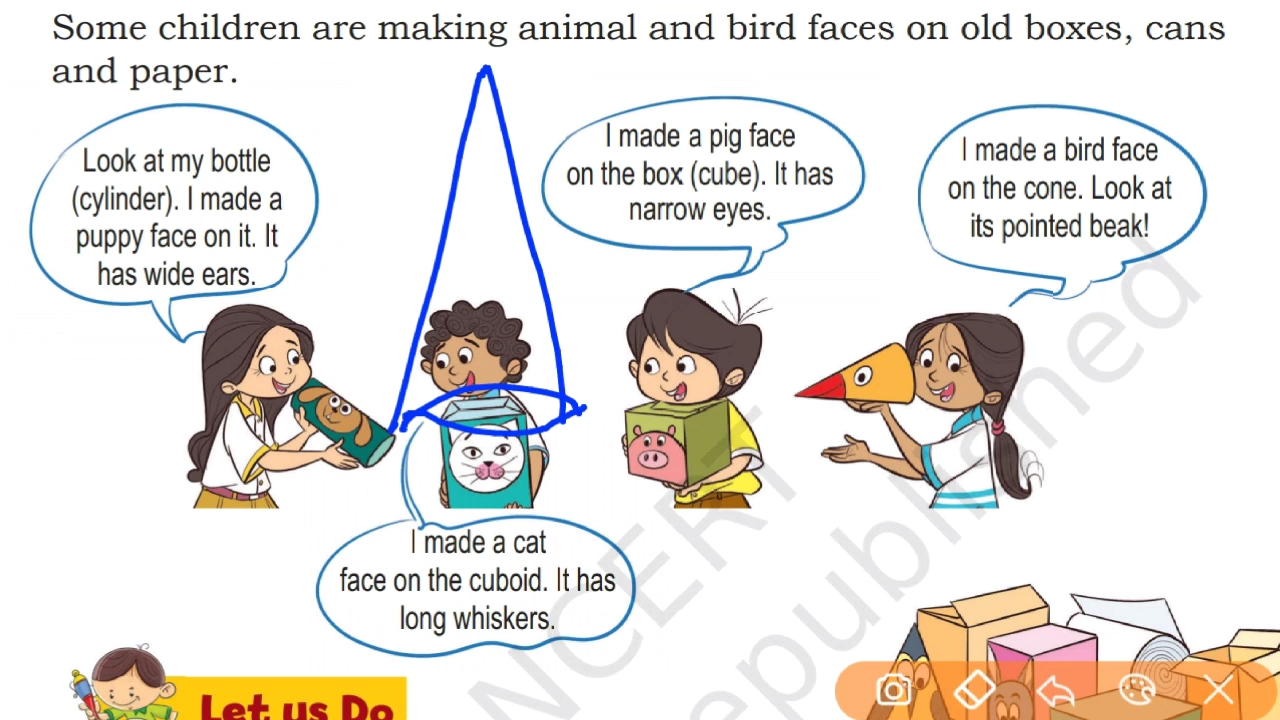 Some children are making animal and bird faces on old boxes, cans
and paper.
Look at my bottle
(cylinder). I made a
puppy face on it. It
has wide ears.
I made a pig face
on the box (cube). It has
narrow eyes.
I made a bird face
on the cone. Look at
its pointed beak!
I made a cat
face on the cuboid. It has
long whiskers.
NCERT
republished
Let us Do